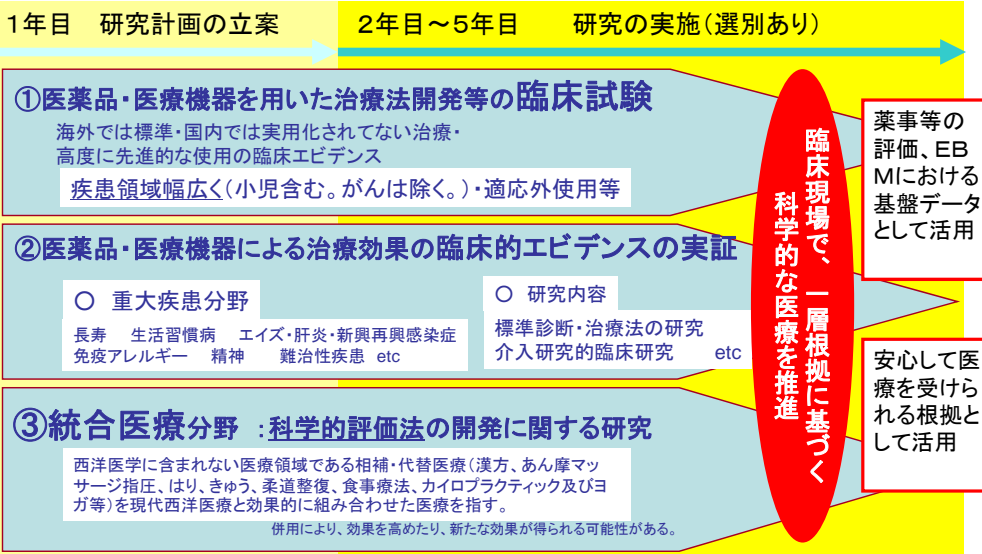 1年目　研究計画の立案
2年目～5年目　　研究の実施（選別あり）
①医薬品・医療機器を用いた治療法開発等の臨床試験
海外では標準・国内では実用化されてない治療・
高度に先進的な使用の臨床エビデンス
疾患領域幅広く（小児含む。がんは除く。）・適応外使用等
②医薬品・医療機器による治療効果の臨床的エビデンスの実証
○　重大疾患分野
長寿　生活習慣病　エイズ・肝炎・新興再興感染症
免疫アレルギー　精神　　難治性疾患 etc
○　研究内容
標準診断・治療法の研究
介入研究的臨床研究　　etc
③統合医療分野　：科学的評価法の開発に関する研究
西洋医学に含まれない医療領域である相補・代替医療（漢方、あん摩マッ
サージ指圧、はり、きゅう、柔道整復、食事療法、カイロプラクティック及びヨ
ガ等）を現代西洋医療と効果的に組み合わせた医療を指す。
併用により、効果を高めたり、新たな効果が得られる可能性がある。
臨床現場で、一層根拠に基づく
科学的な医療を推進
薬事等の
評価、EB
Mにおける
基盤データ
として活用
安心して医
療を受けら
れる根拠と
して活用